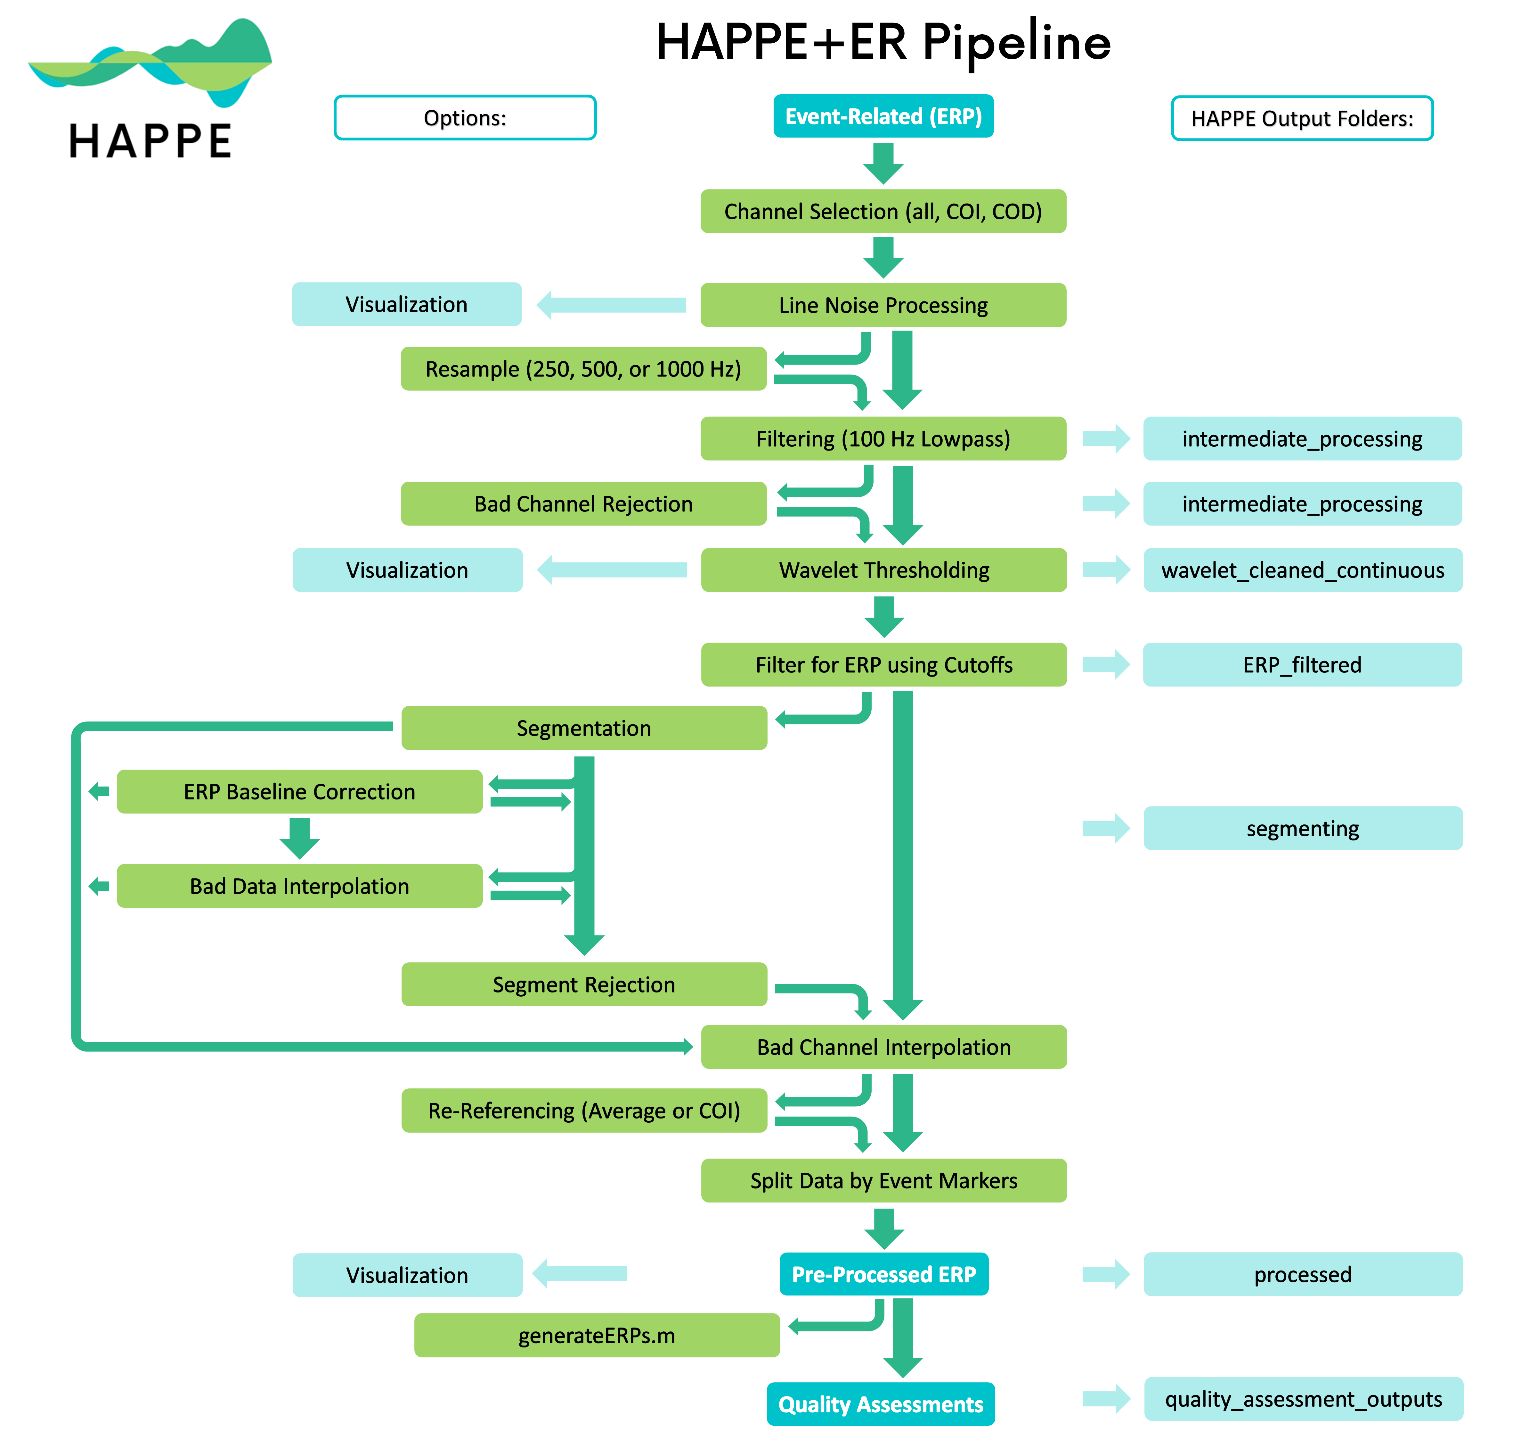 HAPPE+ER Pipeline
HAPPE
Options:
Event-Related (ERP)
HAPPE Output Folders:
Channel Selection (all, COI, COD)
Visualization
Line Noise Processing
Resample (250, 500, or 1000 Hz)
Filtering (100 Hz Lowpass)
intermediate_processing
Bad Channel Rejection
intermediate_processing
Visualization
Wavelet Thresholding
wavelet_cleaned_continuous
Filter for ERP using Cutoffs
ERP_filtered
Segmentation
ERP Baseline Correction
segmenting
Bad Data Interpolation
Segment Rejection
Bad Channel Interpolation
Re-Referencing (Average or COI)
Split Data by Event Markers
Visualization
Pre-Processed ERP
processed
generateERPs.m
Quality Assessments
quality_assessment_outputs